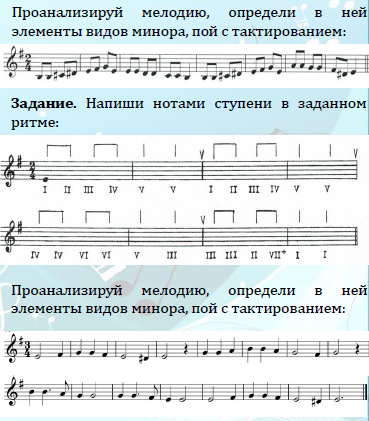 Проанализируй мелодию, определи в ней
элементы видов минора, пой с тактированием:
Задание. Напиши нотами ступени в заданном
ритме:
I II III IV V V I II III IV V V
IV IV VI VI V III III III II VII* I I
Проанализируй мелодию, определи в ней
элементы видов минора, пой с тактированием: